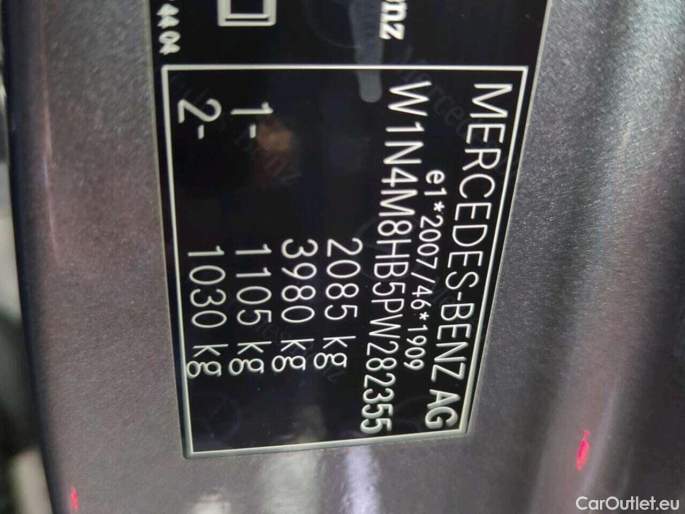 MERCEDES-BENZ AG
e1*2007/46*1909
W1N4M8HB5PW282355
2085 kg
3980 kg
1- 1105 kg
2- 1030 kg
CarOutlet.eu